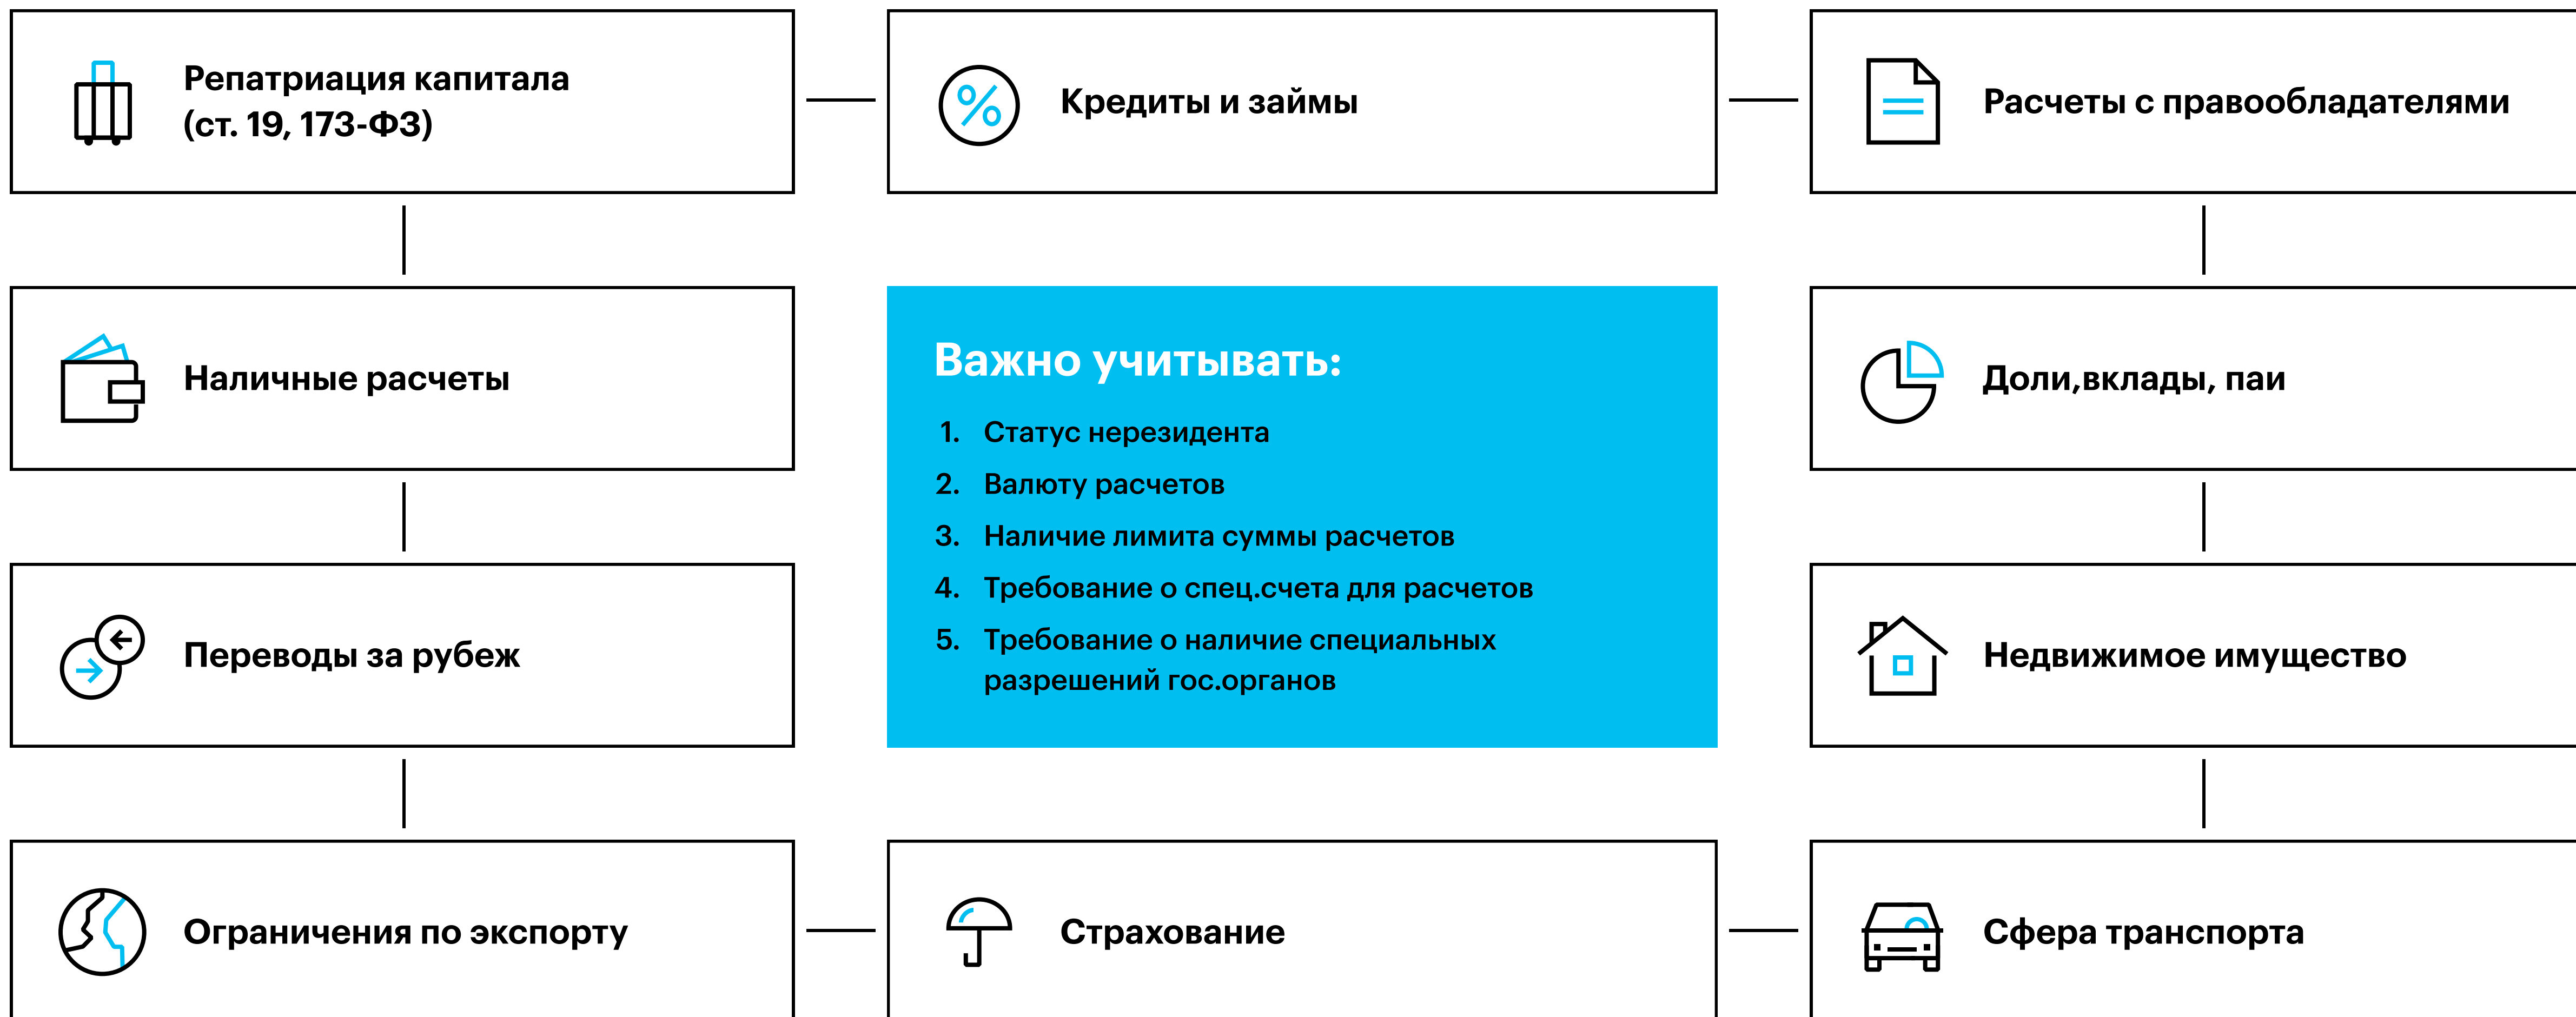 Репатриация капитала
(ст. 19, 173-ФЗ)
Кредиты и займы
Расчеты с правообладателями
Наличные расчеты
Важно учитывать:
1. Статус нерезидента
2. Валюту расчетов
3. Наличие лимита суммы расчетов
4. Требование о спец.счета для расчетов
5. Требование о наличие специальных
разрешений гос.органов
Доли,вклады, паи
Переводы за рубеж
Недвижимое имущество
Ограничения по экспорту
Страхование
Сфера транспорта